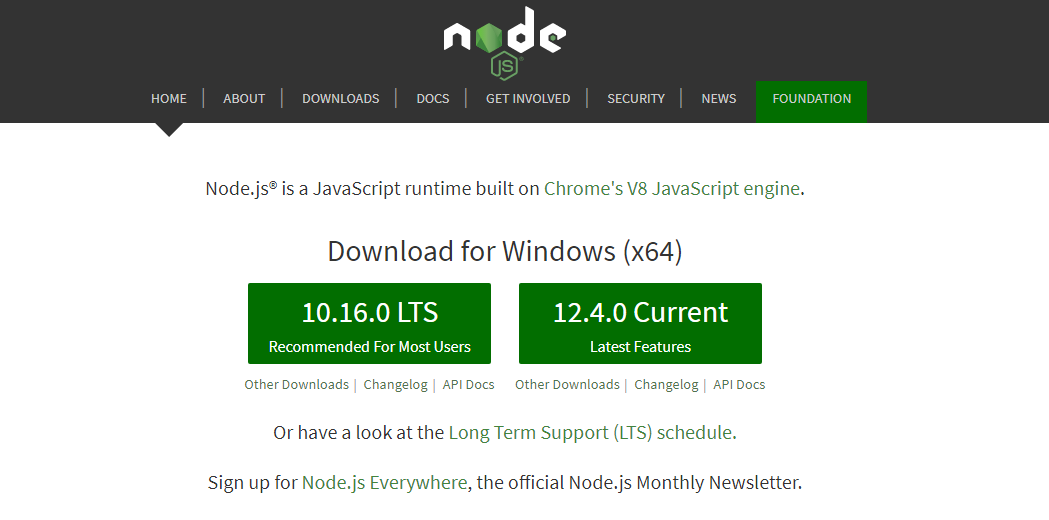 node
JS
HOME | ABOUT | DOWNLOADS | DOCS | GET INVOLVED | SECURITY | NEWS FOUNDATION
Node.js® is a JavaScript runtime built on Chrome's V8 JavaScript engine.
Download for Windows (x64)
10.16.0 LTS
Recommended For Most Users
12.4.0 Current
Latest Features
Other Downloads | Changelog | API Docs
Other Downloads | Changelog | API Docs
Or have a look at the Long Term Support (LTS) schedule.
Sign up for Node.js Everywhere, the official Node.js Monthly Newsletter.